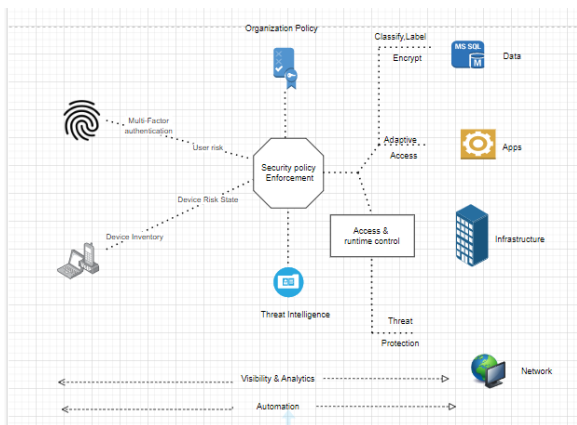 Organization Policy
Classify,Label
Encrypt
MS SQL
M
Data
Multi-Factor
authentication
User risk
Adaptive
Access
Apps
Security policy
Enforcement
Device Risk State
Device Inventory
Access &
runtime control
Infrastructure
Threat Intelligence
Threat
Protection
Network
Visibility & Analytics
Automation